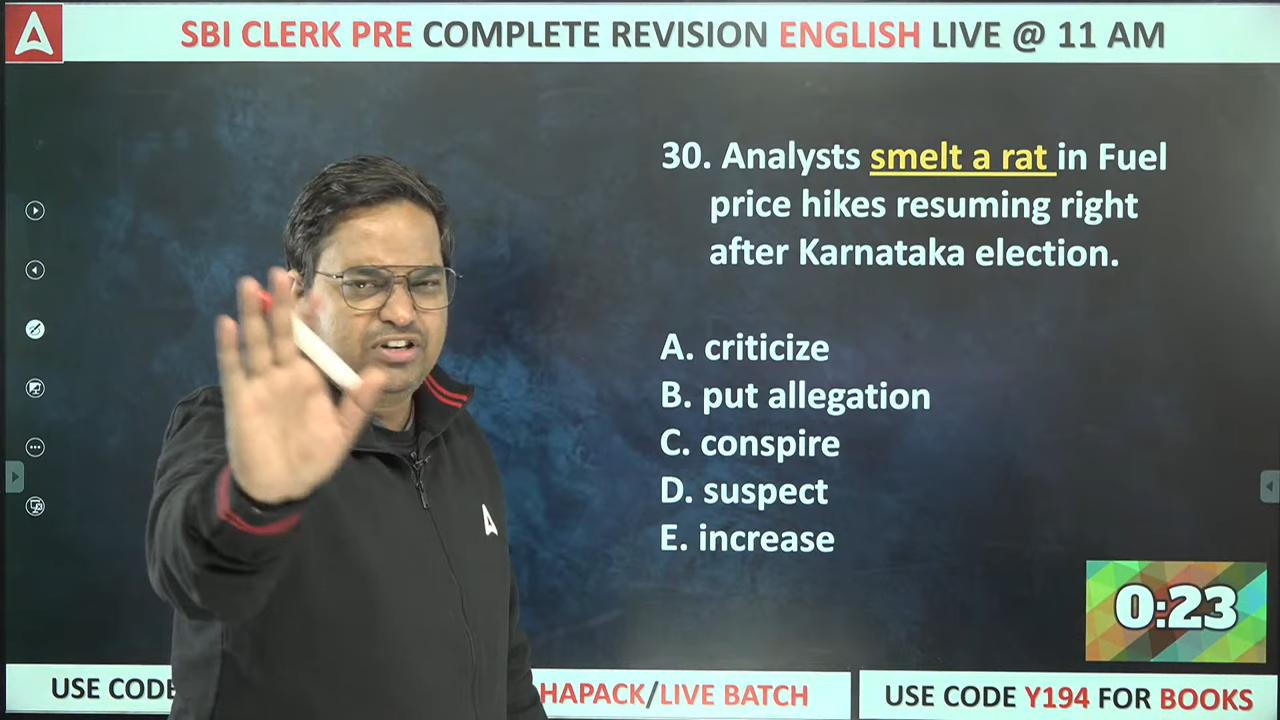 SBI CLERK PRE COMPLETE REVISION ENGLISH LIVE @ 11 AM
30. Analysts smelt a rat in Fuel
price hikes resuming right
after Karnataka election.
A. criticize
B. put allegation
C. conspire
D. suspect
E. increase
0:23
USE CODE
HAPACK/LIVE BATCH
USE CODE Y194 FOR BOOKS